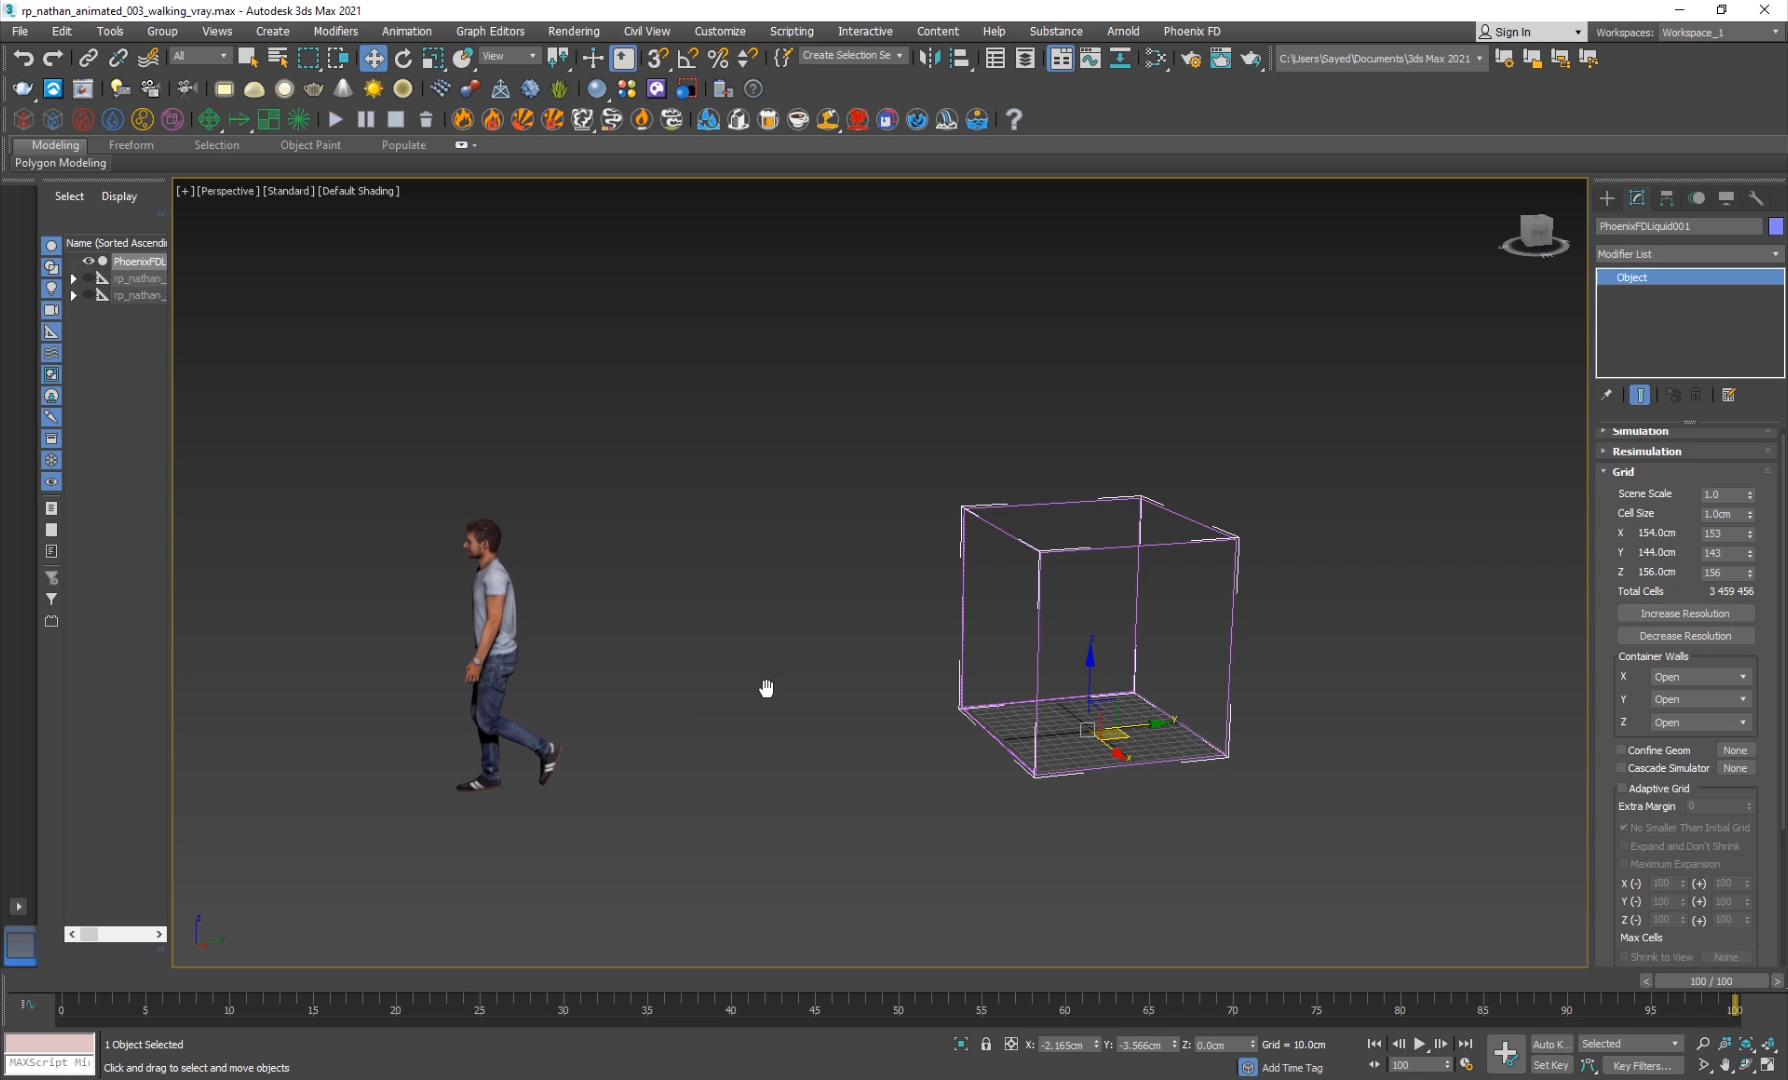 rp_nathan_animated_003_walking_vray.max - Autodesk 3ds Max 2021
File Edit Tools Group Views Create Modifiers Animation Graph Editors Rendering Civil View Customize Scripting Interactive Content Help Substance Arnold Phoenix FD
Sign In Workspaces: Workspace_1
All View Create Selection Se C:\Users\Sayed\Documents\3ds Max 2021
Modeling Freeform Selection Object Paint Populate
Polygon Modeling
Select Display
[+] [Perspective ] [Standard ] [Default Shading ]
Name (Sorted Ascendi
PhoenixFDL
rp_nathan_
rp_nathan_
PhoenixFDLiquid001
Modifier List
Object
Simulation
Resimulation
Grid
Scene Scale 1.0
Cell Size 1.0cm
X 154.0cm 153
Y 144.0cm 143
Z 156.0cm 156
Total Cells 3 459 456
Increase Resolution
Decrease Resolution
Container Walls
X Open
Y Open
Z Open
Confine Geom None
Cascade Simulator None
Adaptive Grid
Extra Margin 0
No Smaller Than Initial Grid
Expand and Don't Shrink
Maximum Expansion
X (-) 100 (+) 100
Y (-) 100 (+) 100
Z (-) 100 (+) 100
Max Cells
Shrink to View None
RIGHT
z
y
x
z
< 100 / 100 >
0 5 10 15 20 25 30 35 40 45 50 55 60 65 70 75 80 85 90 95 100
MAXScript Mi
1 Object Selected
Click and drag to select and move objects
X: -2.165cm Y: -3.566cm Z: 0.0cm Grid = 10.0cm
Add Time Tag
100
Auto K... Selected
Set Key Key Filters...